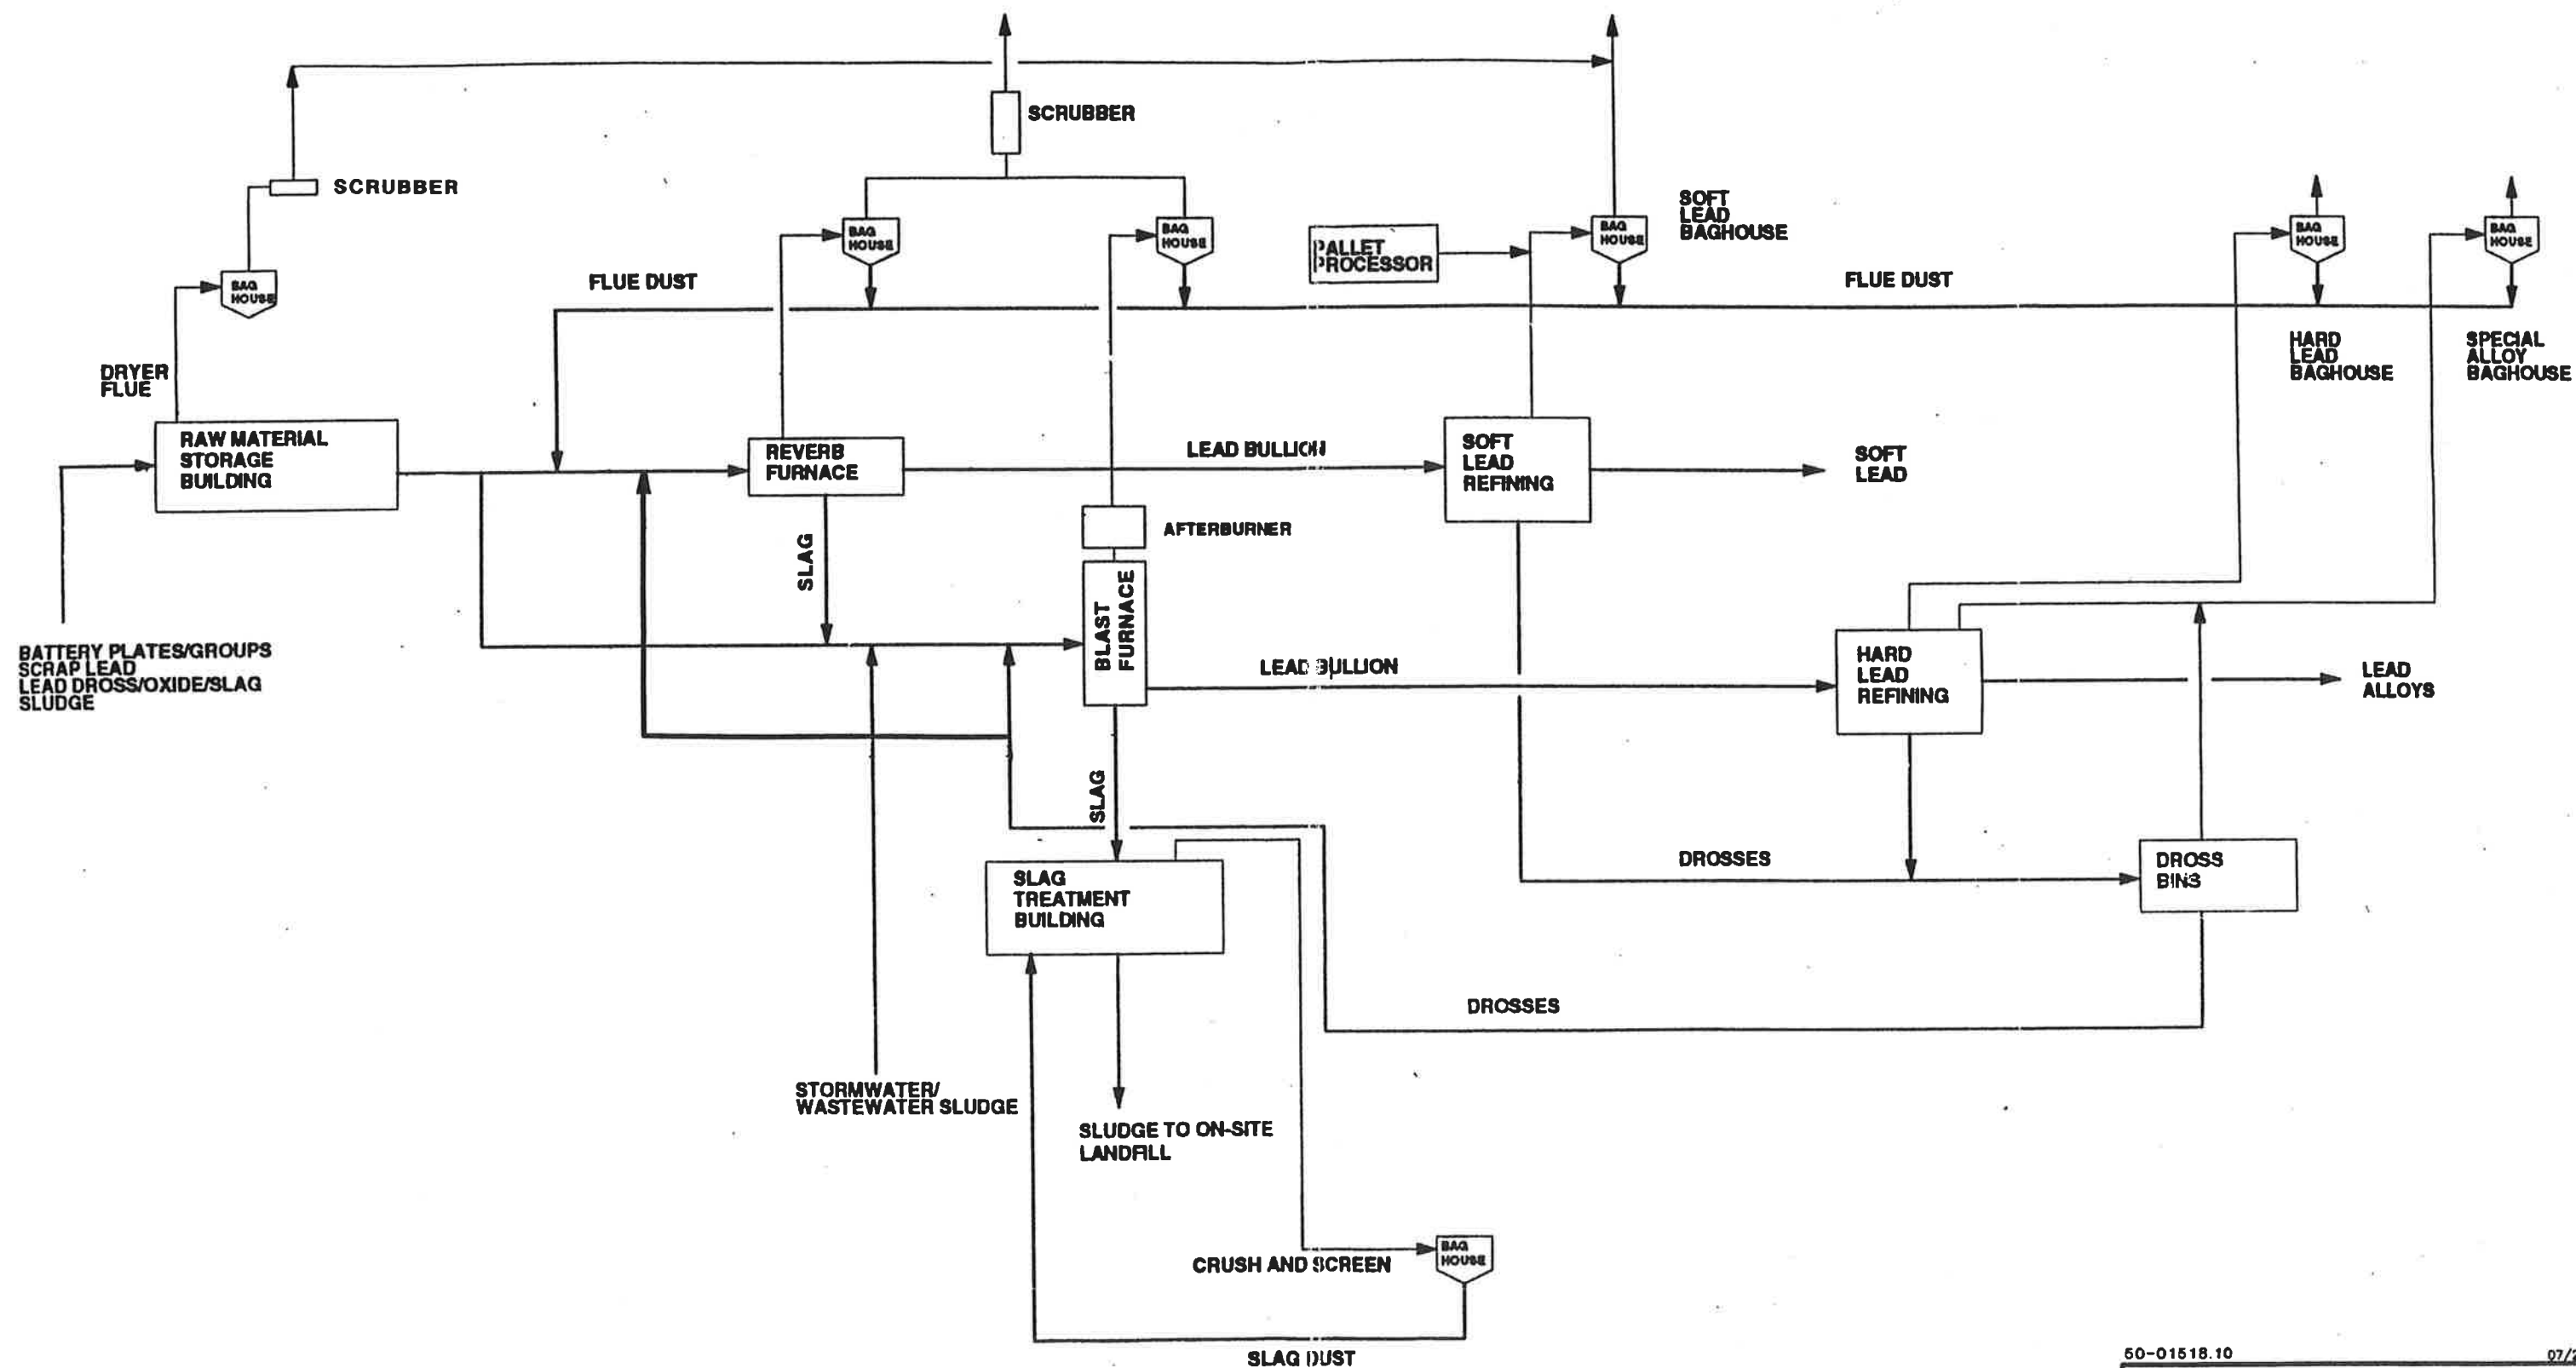 SCRUBBER
SCRUBBER
SOFT
LEAD
BAGHOUSE
BAG
HOUSE
BAG
HOUSE
BAG
HOUSE
BAG
HOUSE
BAG
HOUSE
PALLET
PROCESSOR
BAG
HOUSE
FLUE DUST
FLUE DUST
DRYER
FLUE
HARD
LEAD
BAGHOUSE
SPECIAL
ALLOY
BAGHOUSE
RAW MATERIAL
STORAGE
BUILDING
REVERB
FURNACE
LEAD BULLION
SOFT
LEAD
REFINING
SOFT
LEAD
SLAG
AFTERBURNER
BLAST
FURNACE
BATTERY PLATES/GROUPS
SCRAP LEAD
LEAD DROSS/OXIDE/SLAG
SLUDGE
LEAD BULLION
HARD
LEAD
REFINING
LEAD
ALLOYS
SLAG
SLAG
TREATMENT
BUILDING
DROSSES
DROSS
BINS
DROSSES
STORMWATER/
WASTEWATER SLUDGE
SLUDGE TO ON-SITE
LANDFILL
CRUSH AND SCREEN
BAG
HOUSE
SLAG DUST
50-01518.10